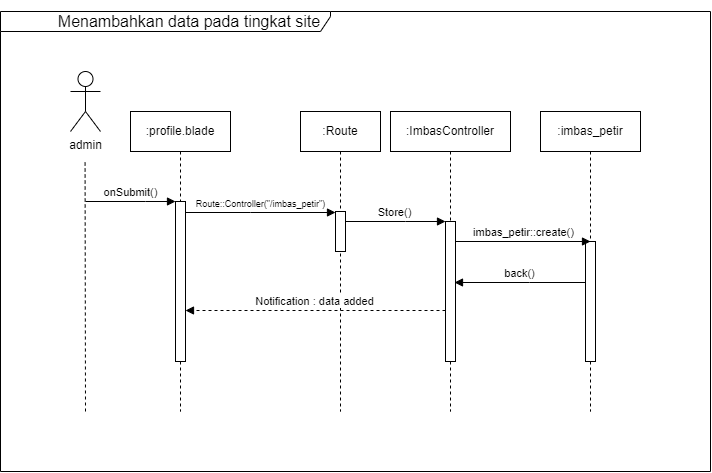 Menambahkan data pada tingkat site
admin
:profile.blade
:Route
:ImbasController
:imbas_petir
onSubmit()
Route::Controller("/imbas_petir")
Store()
imbas_petir::create()
back()
Notification : data added